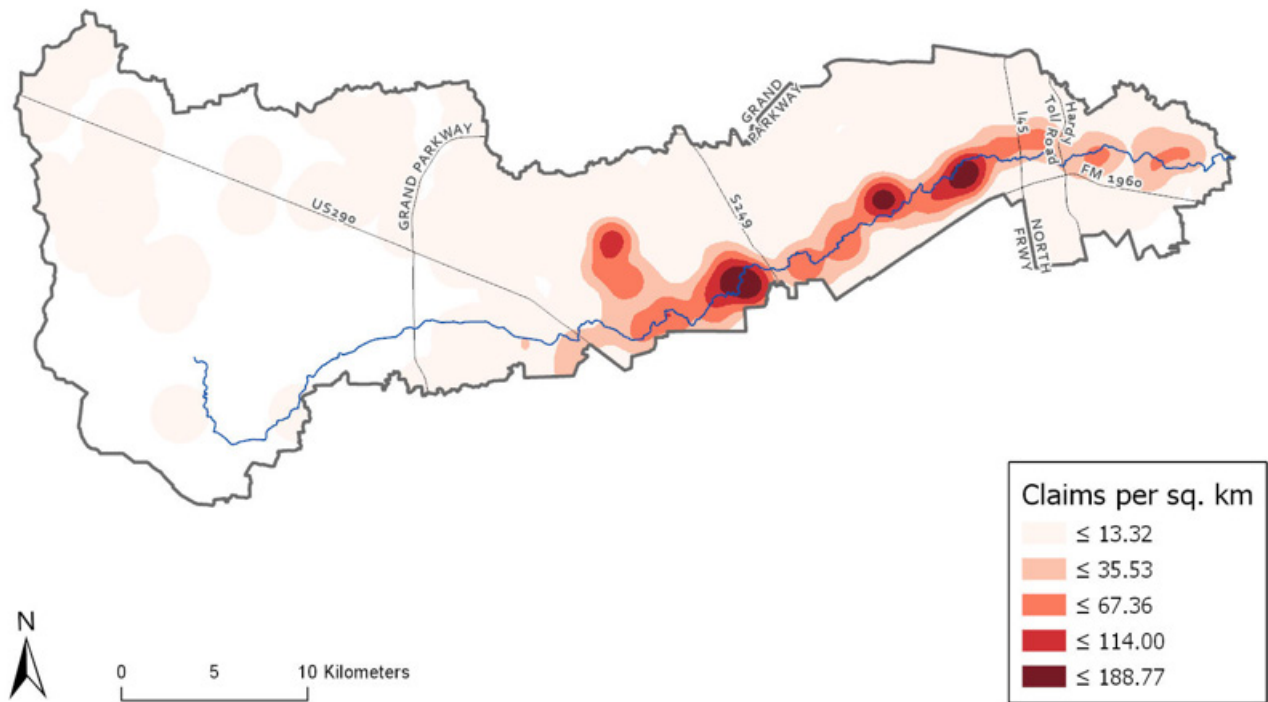 GRAND
PARKWAY
I45
Hardy
Toll Road
GRAND PARKWAY
US290
S249
FM 1960
NORTH
FRWY
Claims per sq. km
≤ 13.32
≤ 35.53
≤ 67.36
≤ 114.00
≤ 188.77
N
0 5 10 Kilometers